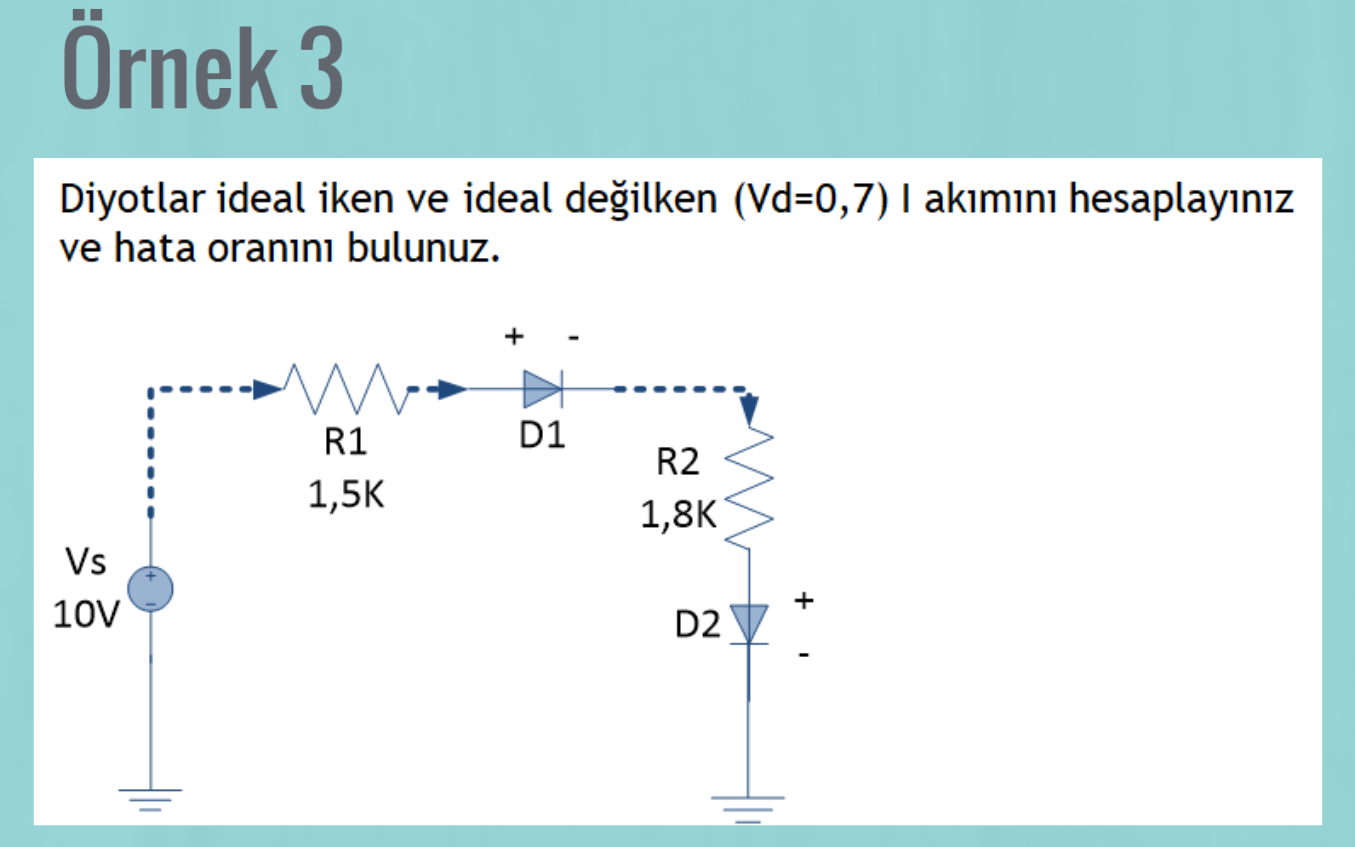 Örnek 3
Diyotlar ideal iken ve ideal değilken (Vd=0,7) I akımını hesaplayınız
ve hata oranını bulunuz.
+ -
R1
1,5K
D1
R2
1,8K
Vs
10V
+
-
D2
+
-